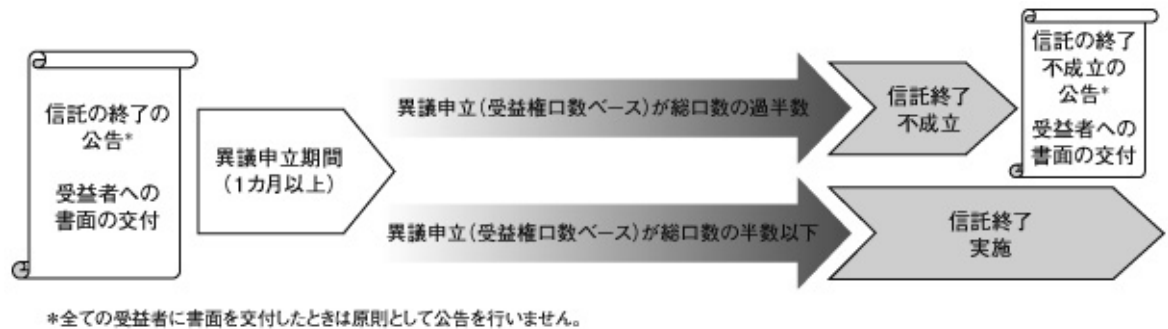 信託の終了の
公告*
受益者への
書面の交付
異議申立期間
(1カ月以上)
異議申立(受益権口数ベース)が総口数の過半数
信託終了
不成立
信託の終了
不成立の
公告*
受益者への
書面の交付
異議申立(受益権口数ベース)が総口数の半数以下
信託終了
実施
*全ての受益者に書面を交付したときは原則として公告を行いません。